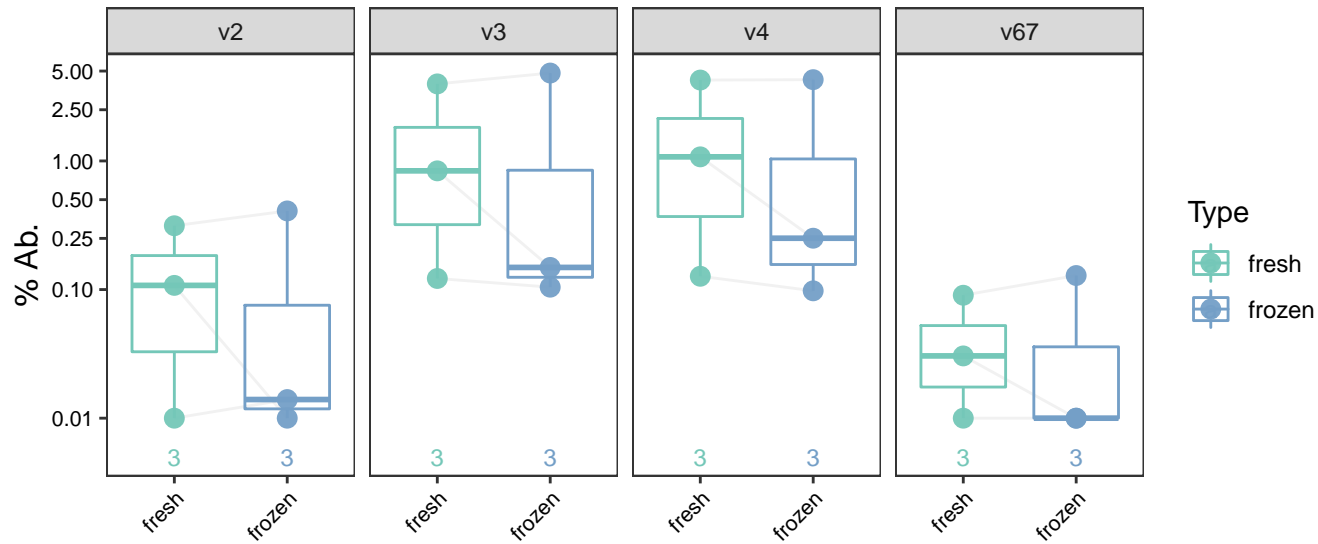 v2 v3 v4 v67
% Ab.
5.00
2.50
1.00
0.50
0.25
0.10
0.01
3 3 3 3 3 3 3 3
fresh frozen fresh frozen fresh frozen fresh frozen
Type
fresh
frozen